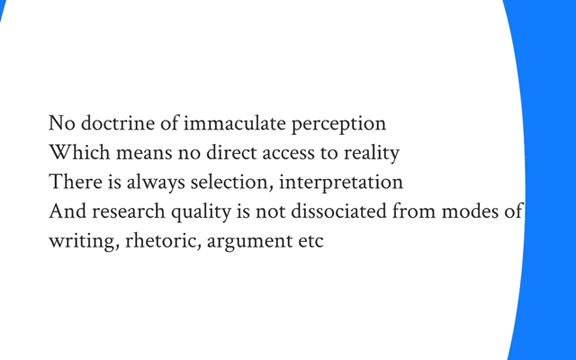 No doctrine of immaculate perception
Which means no direct access to reality
There is always selection, interpretation
And research quality is not dissociated from modes of
writing, rhetoric, argument etc